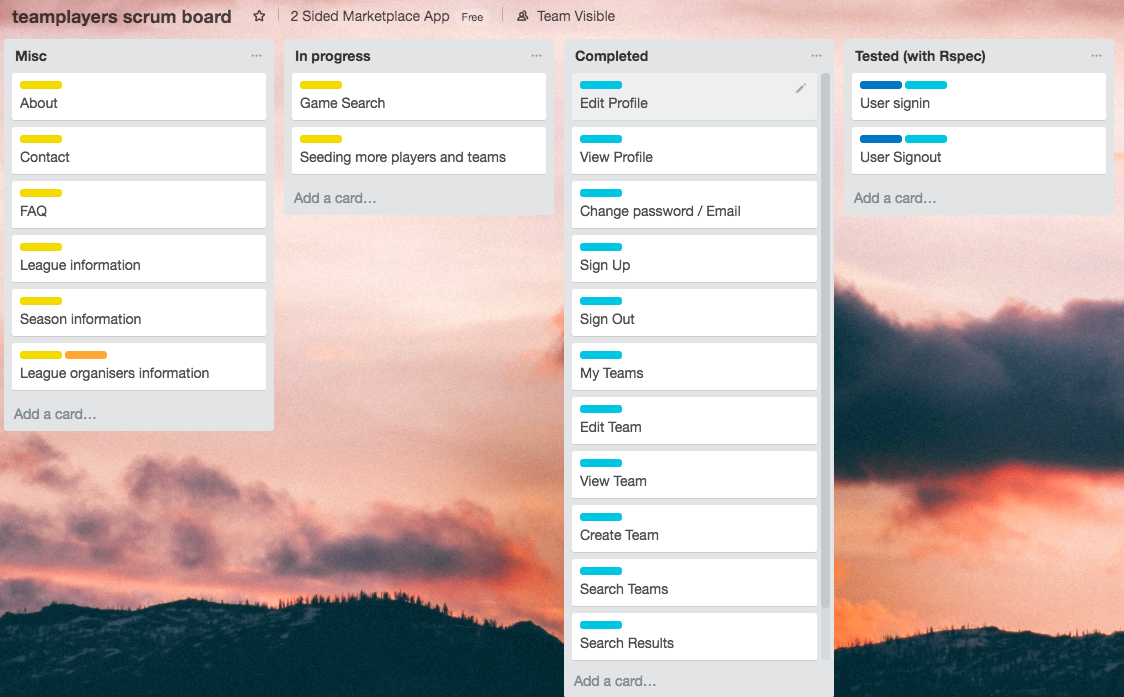 teamplayers scrum board 2 Sided Marketplace App Free Team Visible
Misc
About
Contact
FAQ
League information
Season information
League organisers information
Add a card…
In progress
Game Search
Seeding more players and teams
Add a card…
Completed
Edit Profile
View Profile
Change password / Email
Sign Up
Sign Out
My Teams
Edit Team
View Team
Create Team
Search Teams
Search Results
Add a card…
Tested (with Rspec)
User signin
User Signout
Add a card…